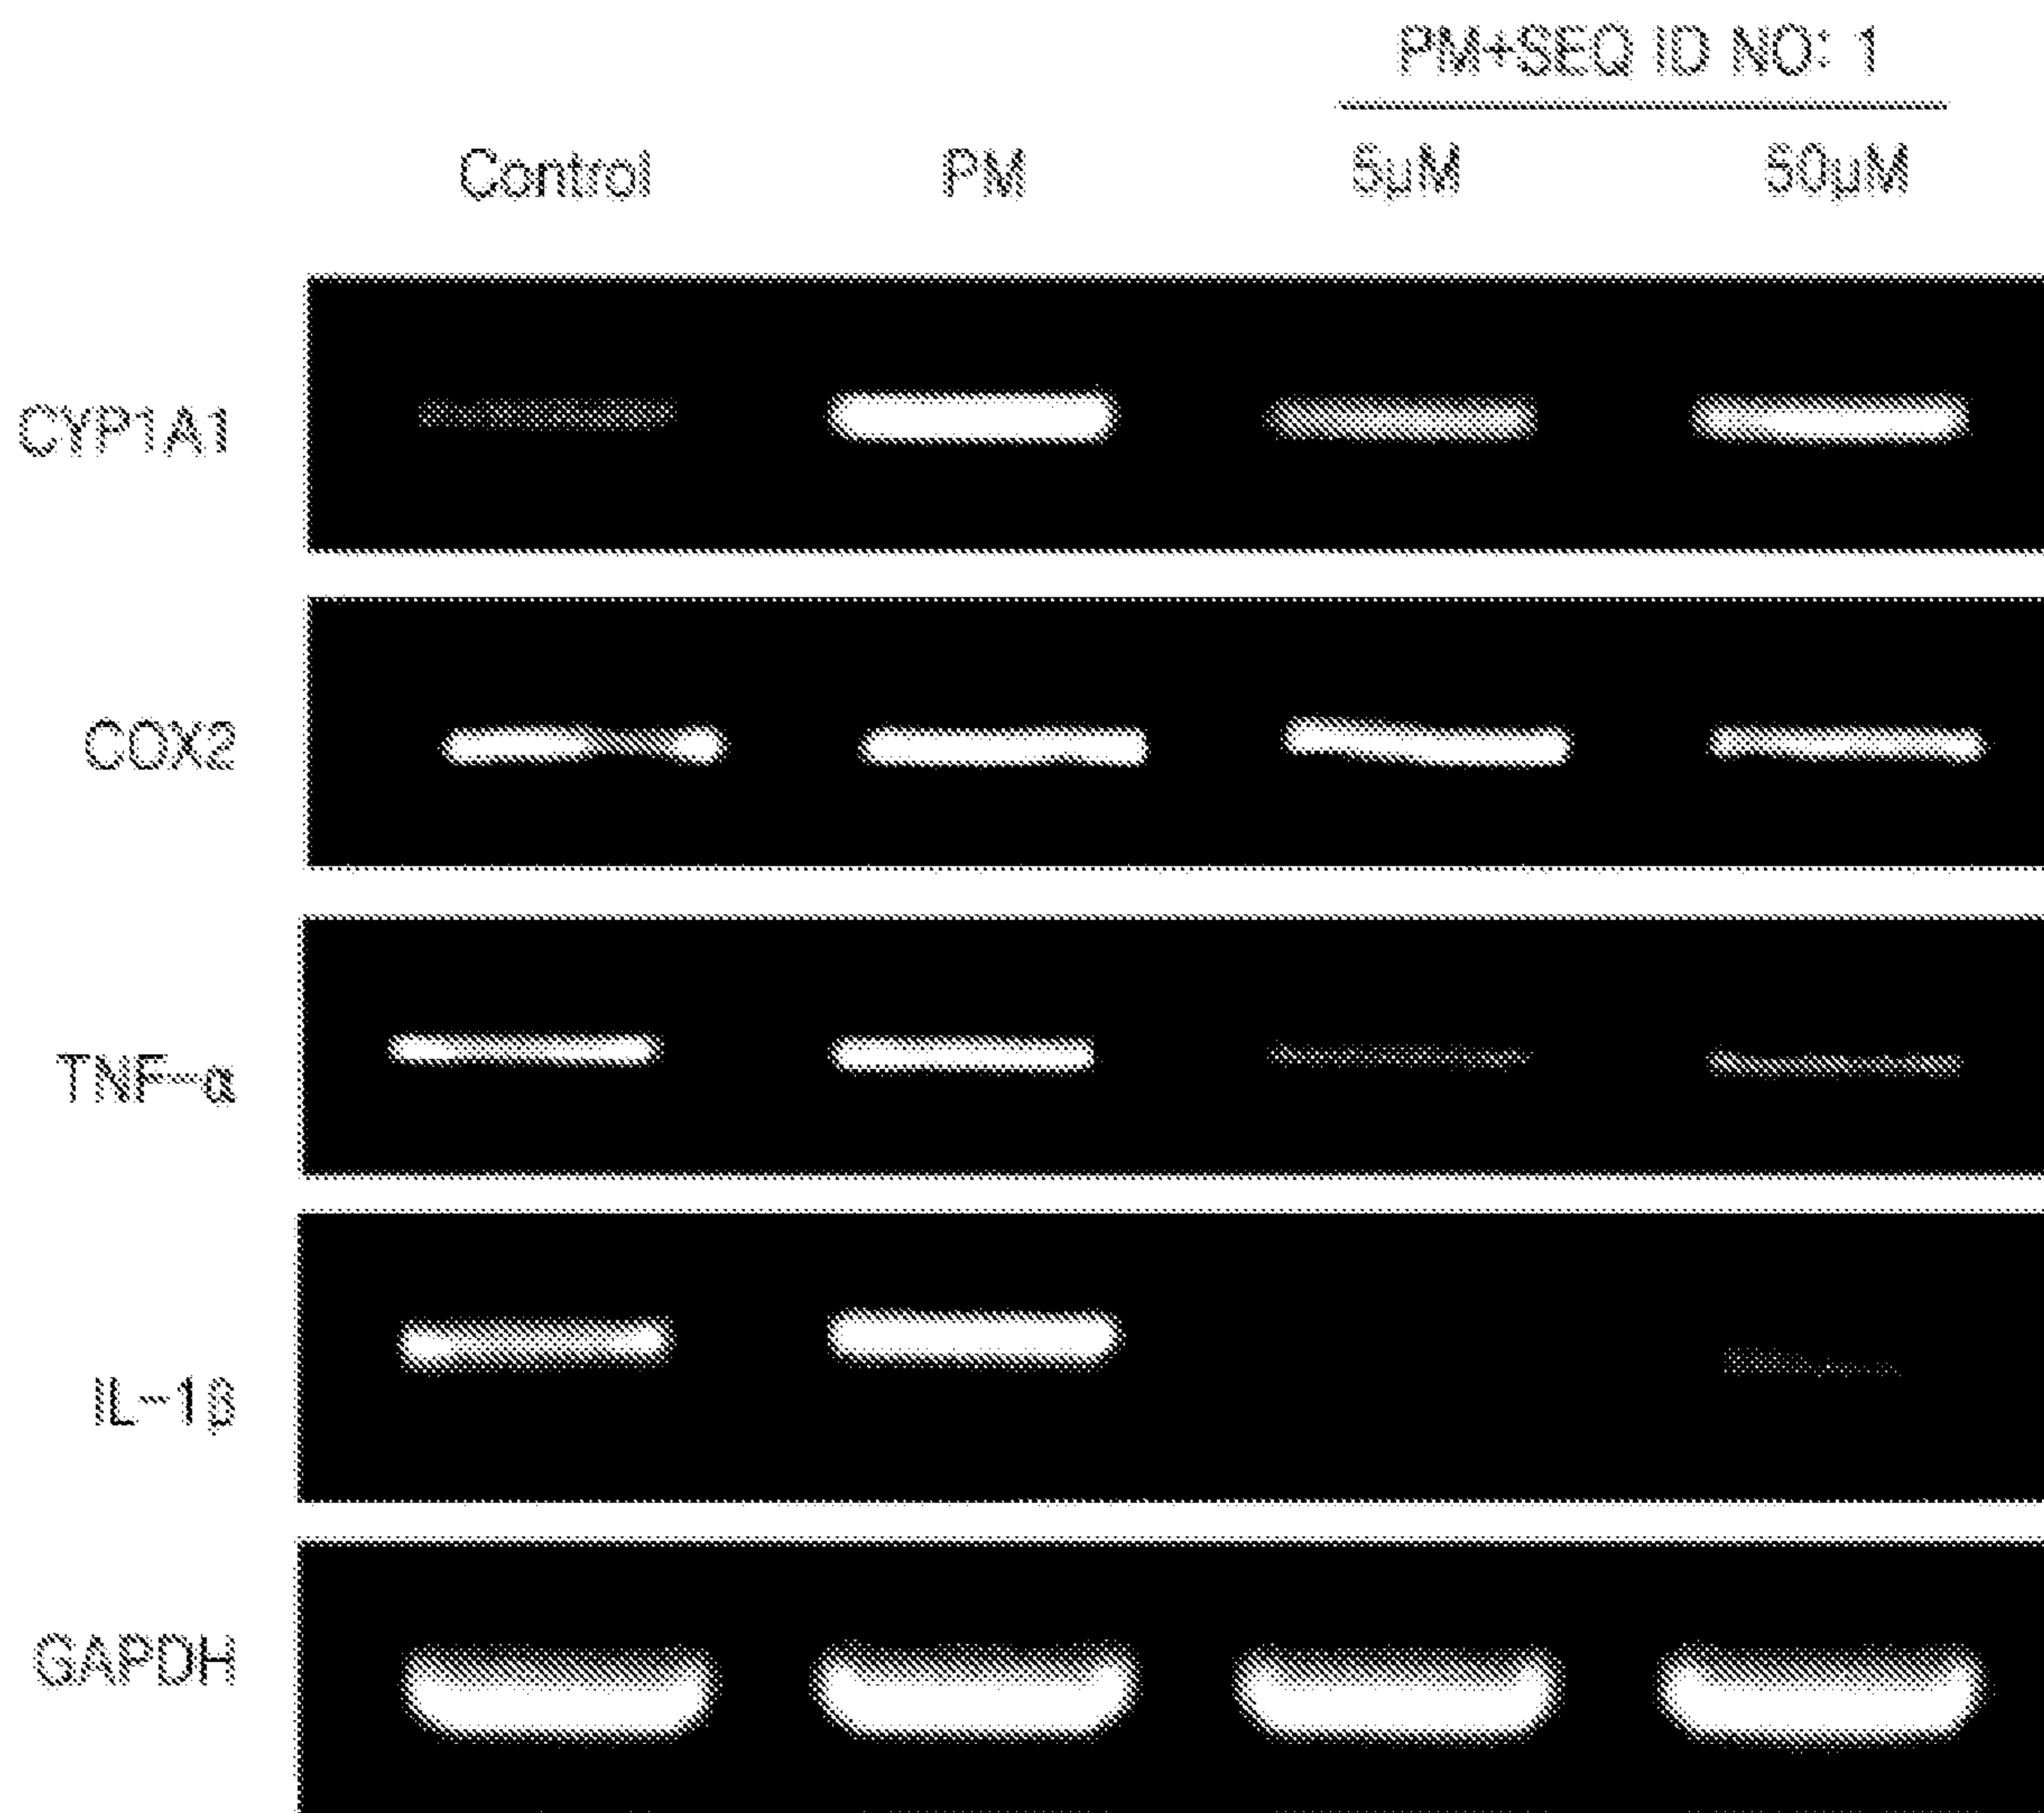 PM+SEQ ID NO: 1
Control PM 5μM 50μM
CYP1A1
COX2
TNF-α
IL-1β
GAPDH